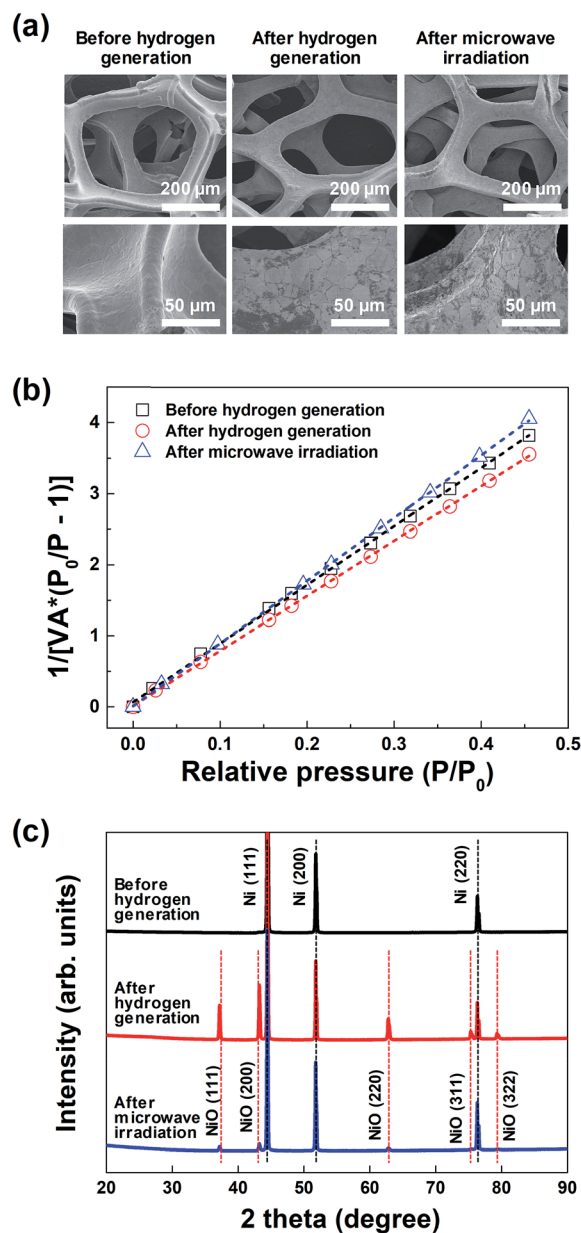 (a)
Before hydrogen
generation
After hydrogen
generation
After microwave
irradiation
200 µm
200 µm
200 µm
50 µm
50 µm
50 µm
(b)
Before hydrogen generation
After hydrogen generation
After microwave irradiation
1/[VA*(P0/P - 1)]
4
3
2
1
0
0.0 0.1 0.2 0.3 0.4 0.5
Relative pressure (P/P0)
(c)
Intensity (arb. units)
Before
hydrogen
generation
Ni (111)
Ni (200)
Ni (220)
After
hydrogen
generation
After
microwave
irradiation
NiO (111)
NiO (200)
NiO (220)
NiO (311)
NiO (322)
20 30 40 50 60 70 80 90
2 theta (degree)